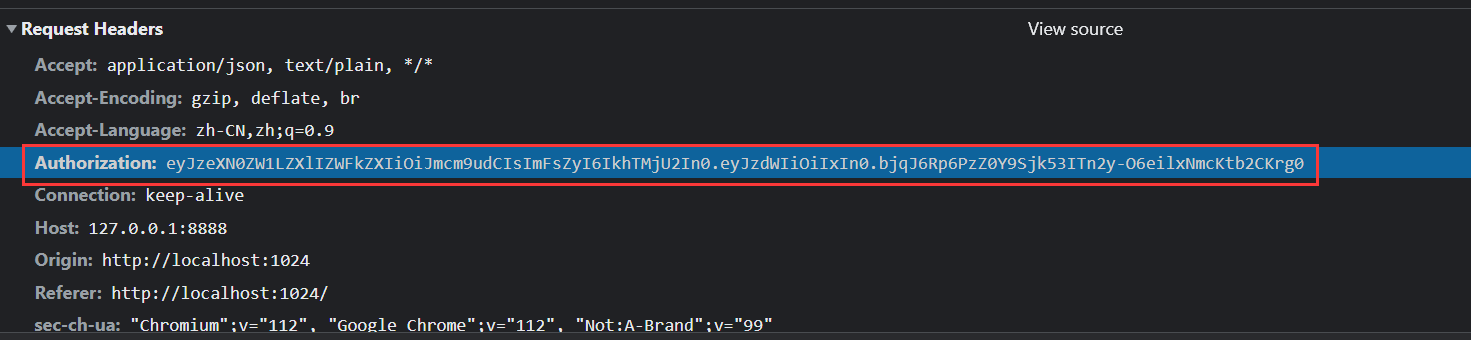 Request Headers View source
Accept: application/json, text/plain, */*
Accept-Encoding: gzip, deflate, br
Accept-Language: zh-CN,zh;q=0.9
Authorization: eyJzeXN0ZW1LZXlIZWFkZXIiOiJmcm9udCIsImFsZyI6IkhTMjU2In0.eyJzdWIiOiIxIn0.bjqJ6Rp6PzZ0Y9Sjk53ITn2y-O6eilxNmcKtb2CKrg0
Connection: keep-alive
Host: 127.0.0.1:8888
Origin: http://localhost:1024
Referer: http://localhost:1024/
sec-ch-ua: "Chromium";v="112", "Google Chrome";v="112", "Not:A-Brand";v="99"